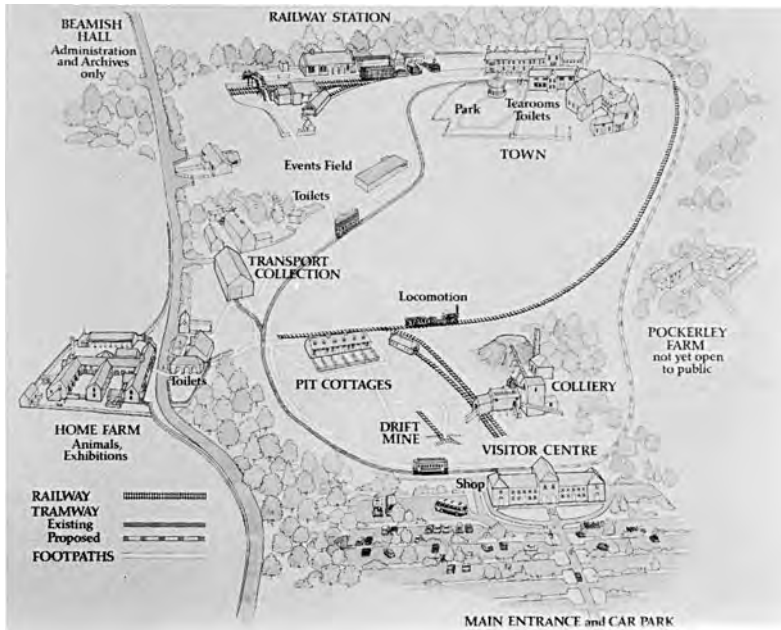 BEAMISH
HALL
Administration
and Archives
only
RAILWAY STATION
Park
Tearooms
Toilets
TOWN
Events Field
Toilets
TRANSPORT
COLLECTION
Locomotion
POCKERLEY
FARM
not yet open
to public
PIT COTTAGES
COLLIERY
Toilets
HOME FARM
Animals,
Exhibitions
DRIFT
MINE
VISITOR CENTRE
Shop
RAILWAY
TRAMWAY
Existing
Proposed
FOOTPATHS
MAIN ENTRANCE and CAR PARK